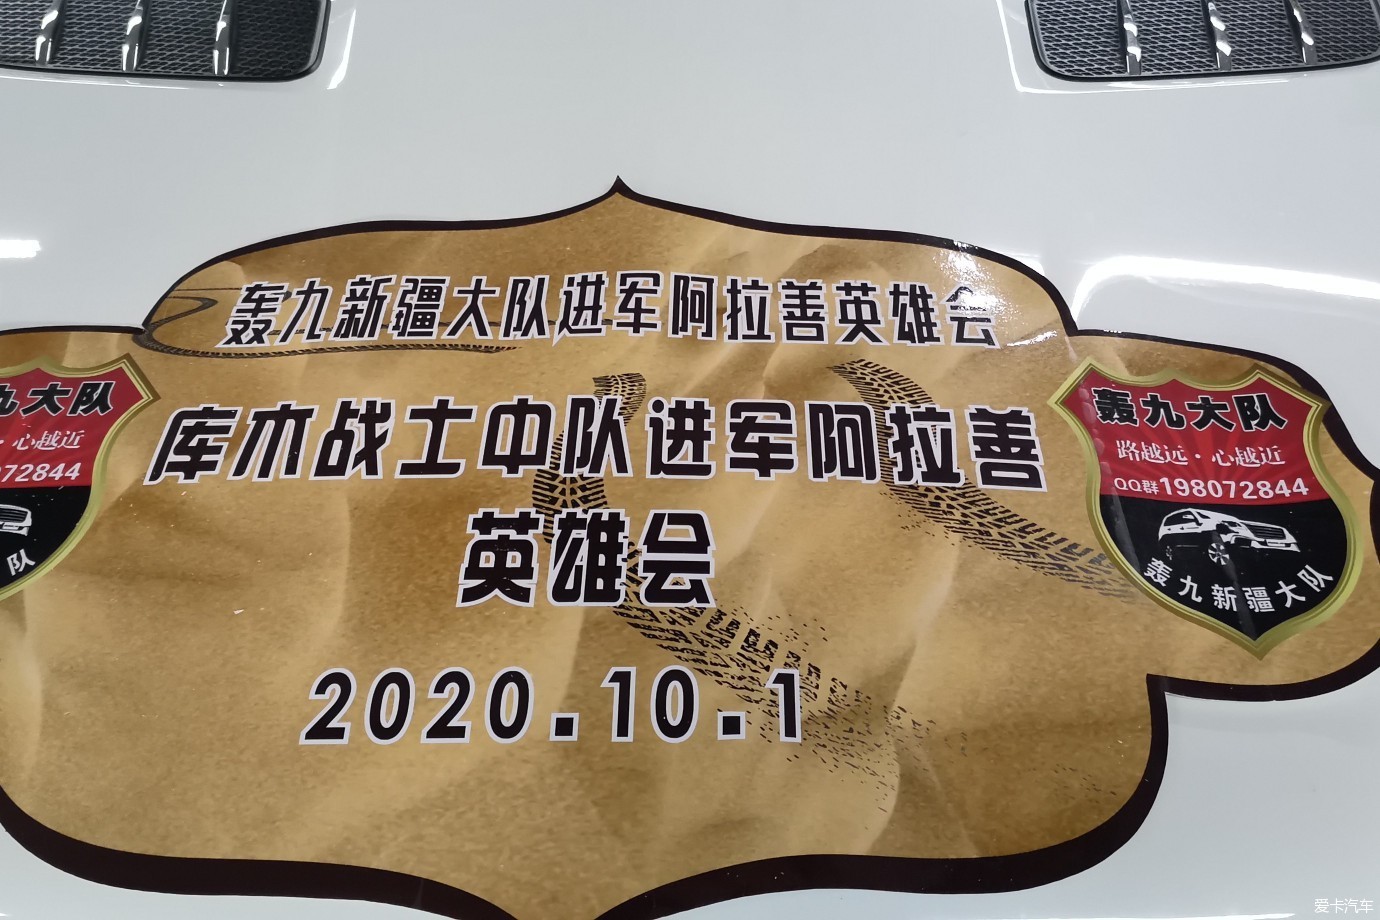 轰九新疆大队进军阿拉善英雄会
库木战士中队进军阿拉善
英雄会
2020.10.1
九大队
·心越近
72844
队
轰九大队
路越远·心越近
QQ群198072844
轰九新疆大队
爱卡汽车